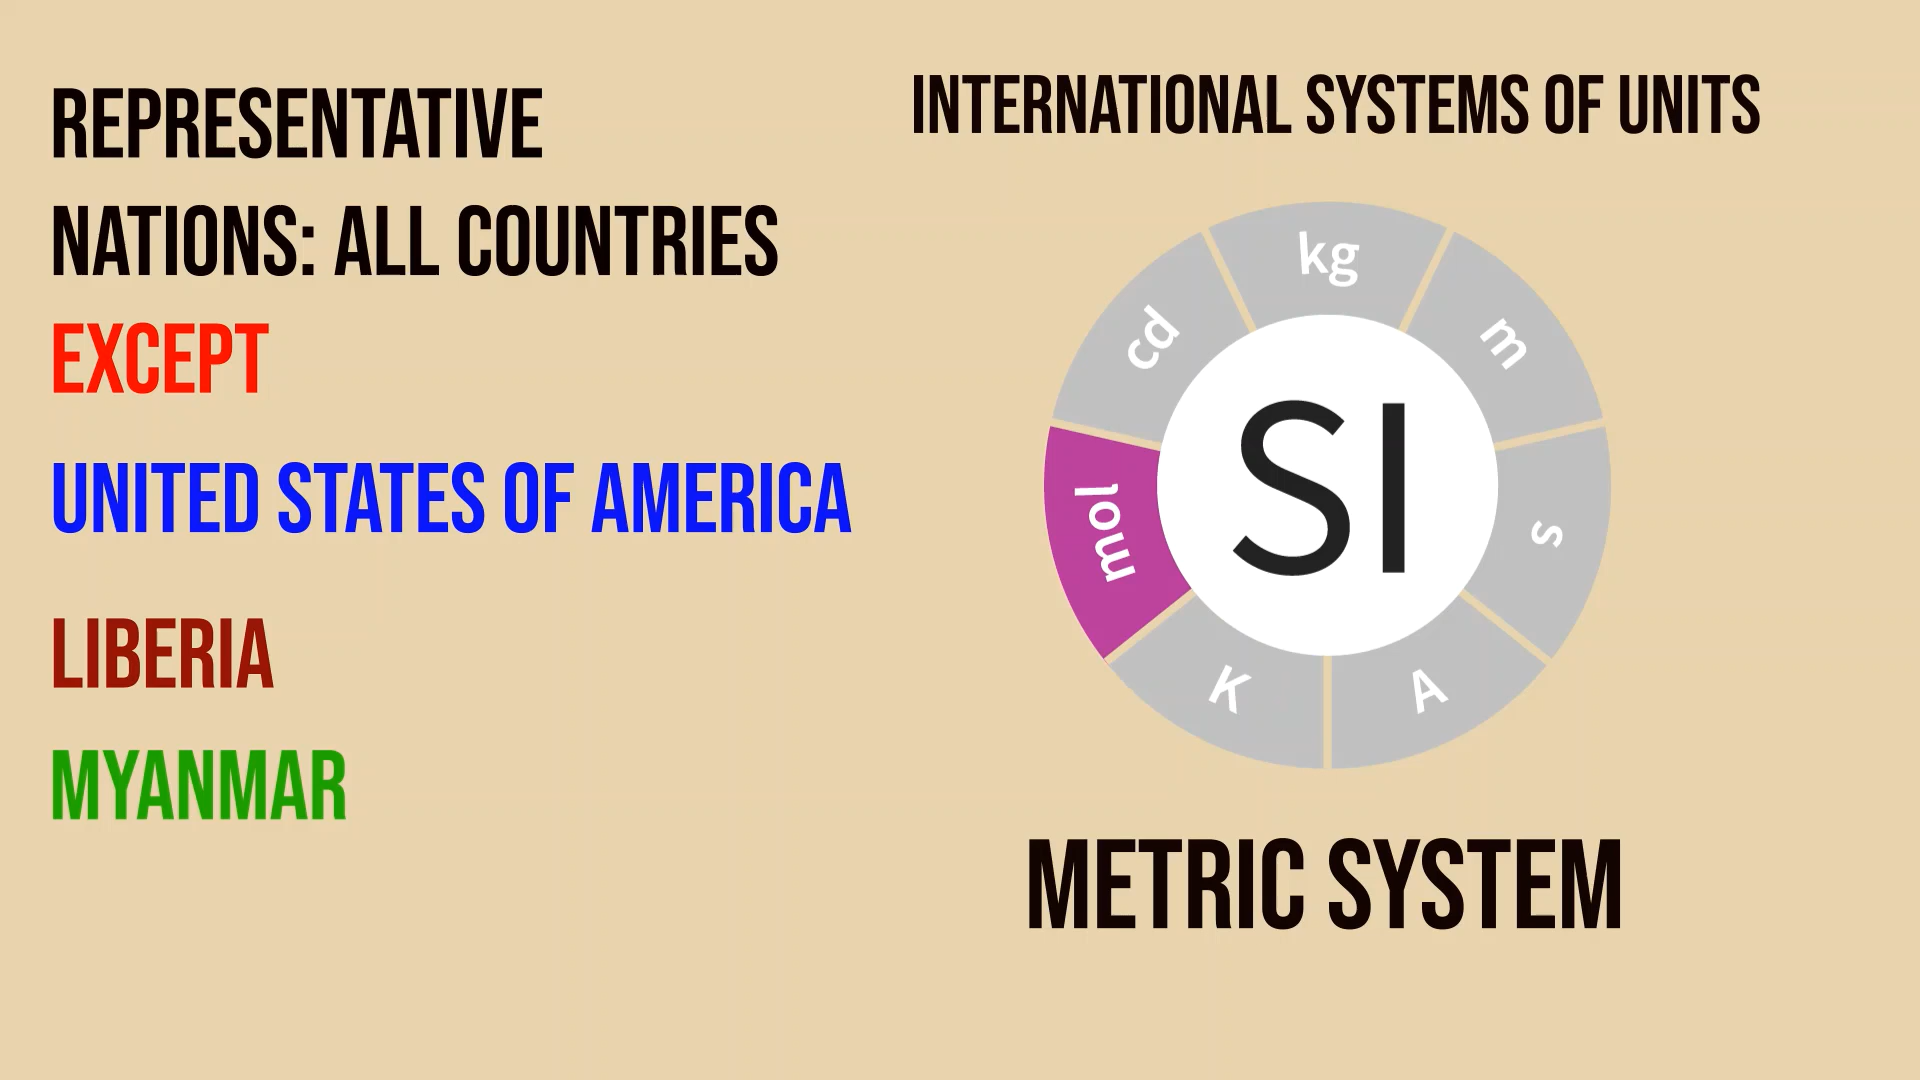 REPRESENTATIVE
NATIONS: ALL COUNTRIES
EXCEPT
UNITED STATES OF AMERICA
LIBERIA
MYANMAR
INTERNATIONAL SYSTEMS OF UNITS
kg
m
s
A
K
mol
cd
SI
METRIC SYSTEM